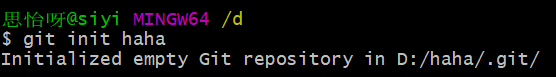 思怡呀@siyi MINGW64 /d
$ git init haha
Initialized empty Git repository in D:/haha/.git/